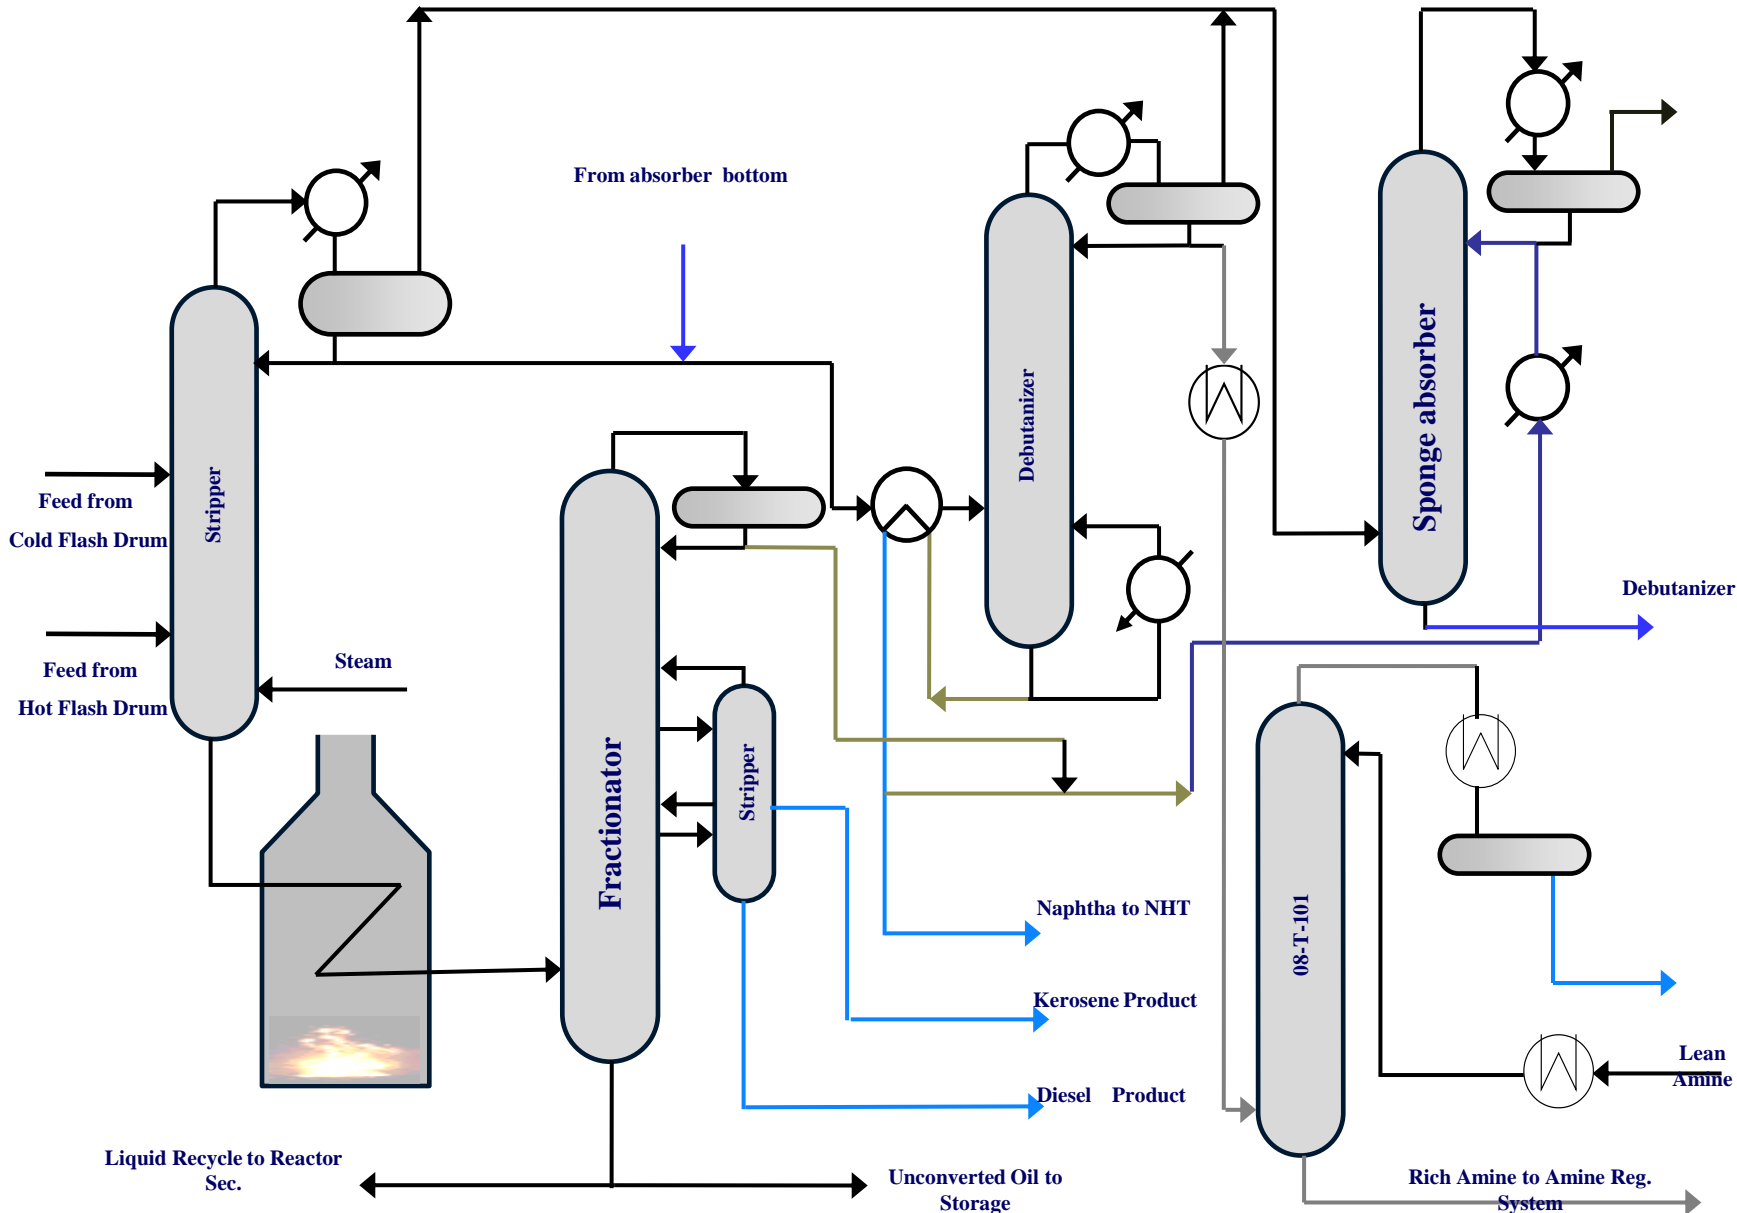 From absorber  bottom
Stripper
Feed from
Cold Flash Drum
Feed from
Hot Flash Drum
Steam
Fractionator
Stripper
Debutanizer
Sponge absorber
Debutanizer
08-T-101
Naphtha to NHT
Kerosene Product
Diesel   Product
Lean
Amine
Liquid Recycle to Reactor
Sec.
Unconverted Oil to
Storage
Rich Amine to Amine Reg.
System